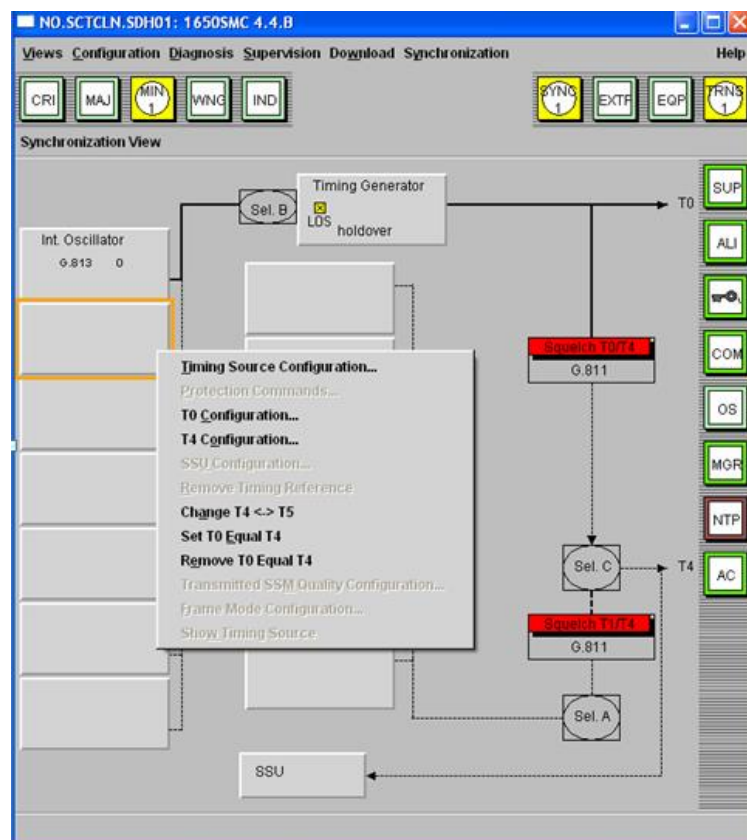 NO.SCTCLN.SDH01: 1650SMC 4.4.B
Views Configuration Diagnosis Supervision Download Synchronization Help
CRI MAJ MIN 1 WNG IND SYNC 1 EXTP EQP TRNS 1
Synchronization View
SUP
ALI
COM
OS
MGR
NTP
AC
Timing Generator
LOS
holdover
Sel. B
T0
Int. Oscillator
G.813 0
Squelch T0/T4
G.811
Timing Source Configuration...
Protection Commands...
T0 Configuration...
T4 Configuration...
SSU Configuration...
Remove Timing Reference
Change T4 <-> T5
Set T0 Equal T4
Remove T0 Equal T4
Transmitted SSM Quality Configuration...
Frame Mode Configuration...
Show Timing Source
Sel. C
T4
Squelch T1/T4
G.811
Sel. A
SSU